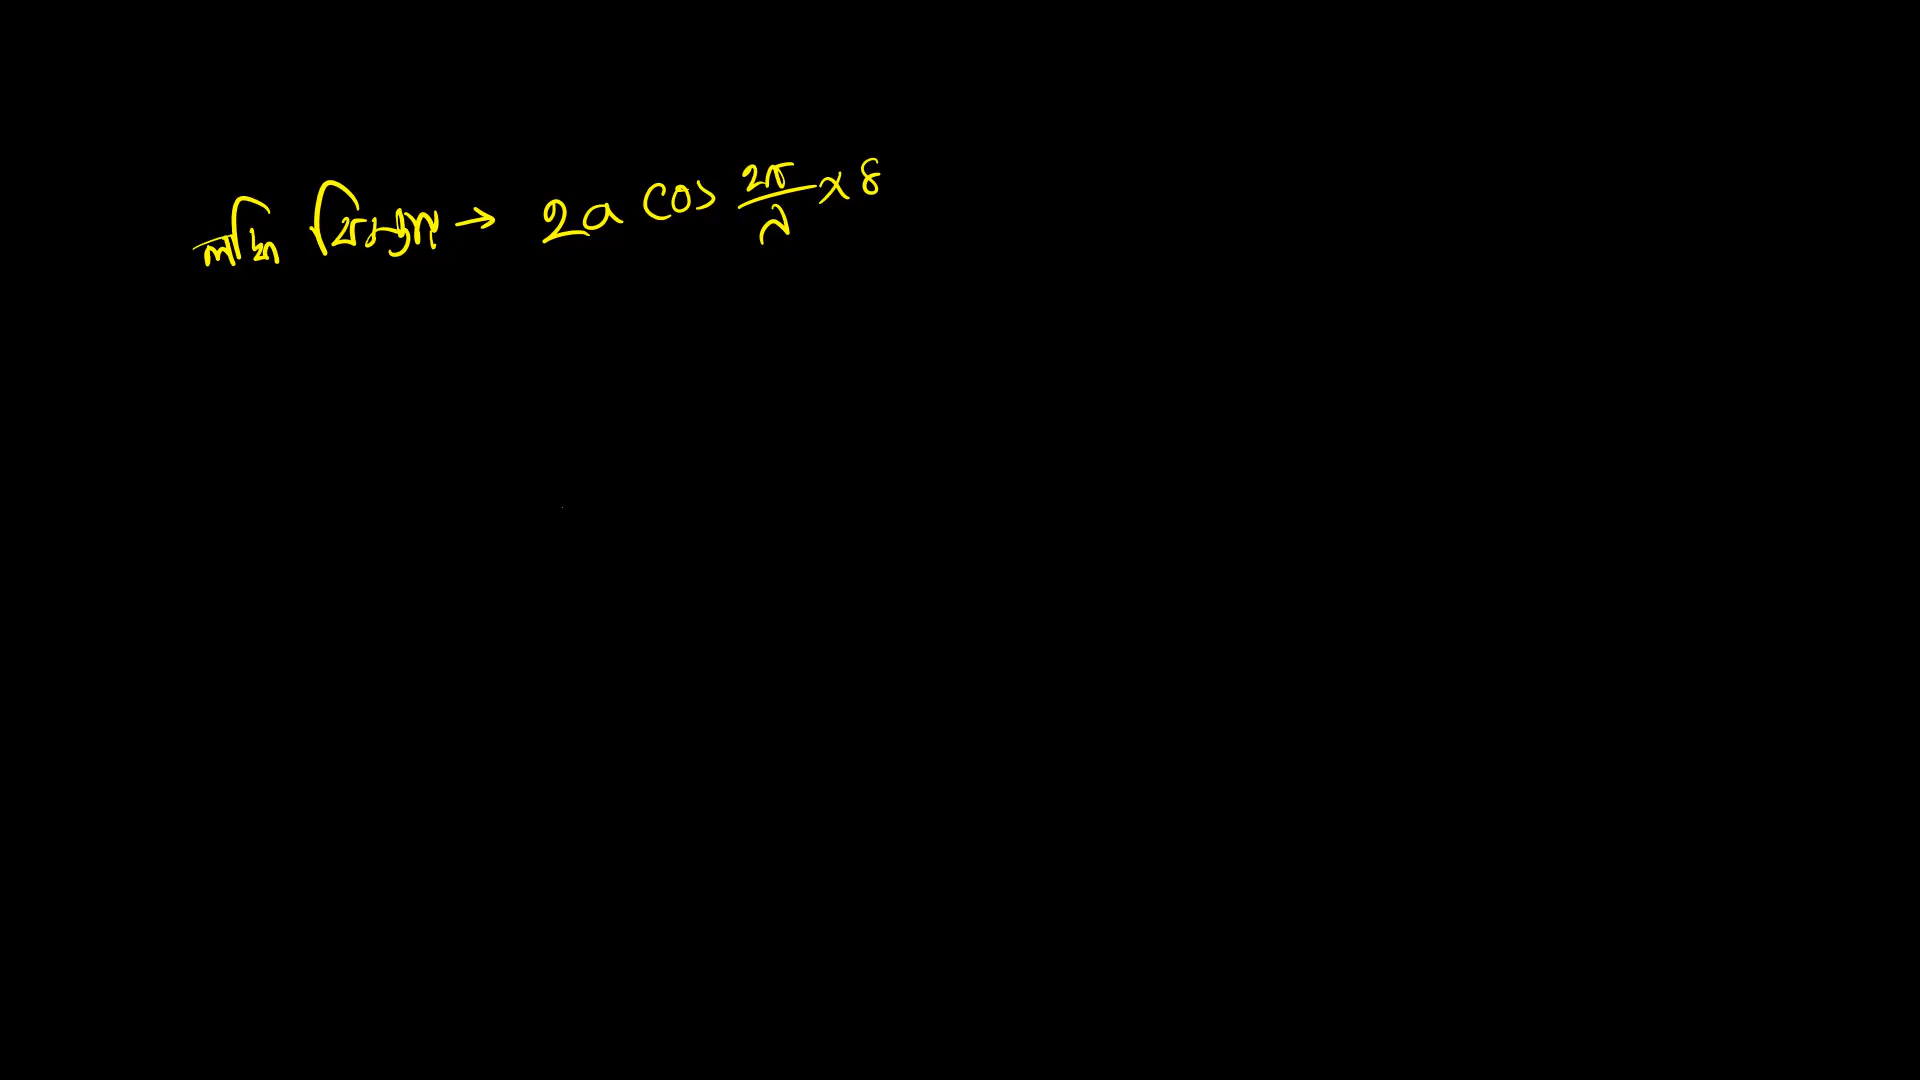 লব্ধি বিস্তার → 2a cos 2π/λ × 8